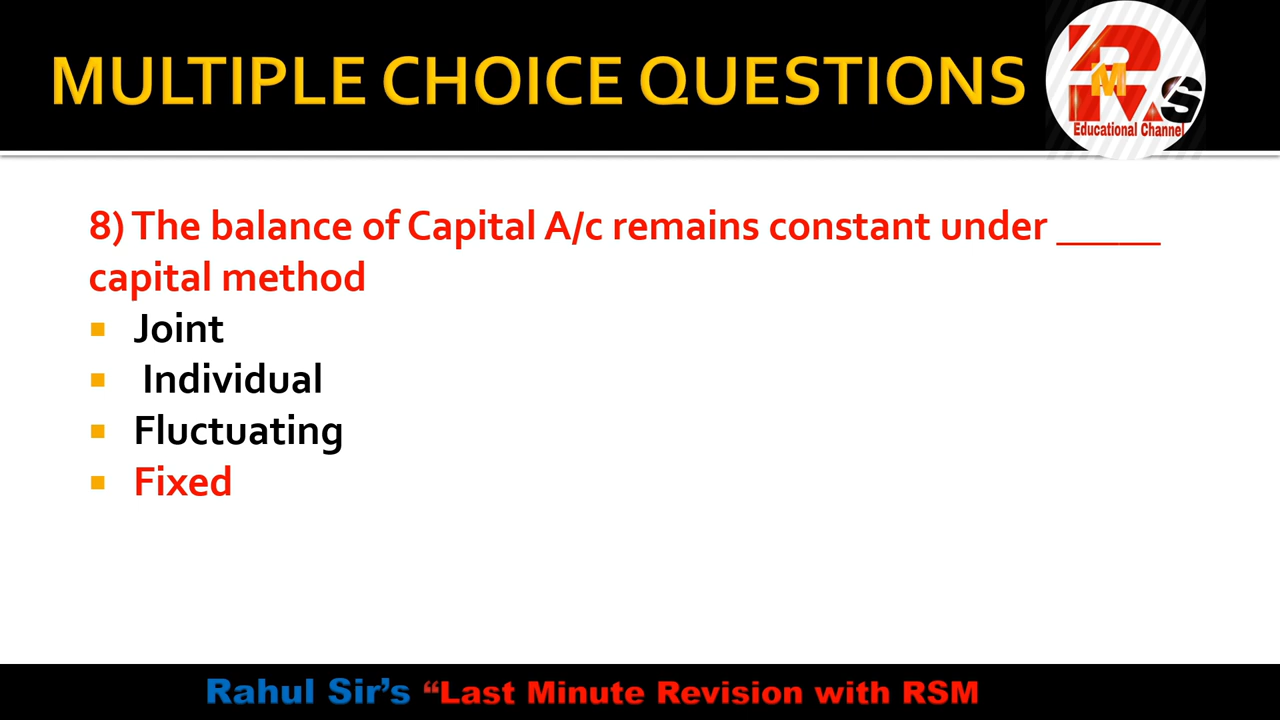 MULTIPLE CHOICE QUESTIONS
RMS
Educational Channel
8) The balance of Capital A/c remains constant under _____
capital method
Joint
Individual
Fluctuating
Fixed
Rahul Sir's “Last Minute Revision with RSM